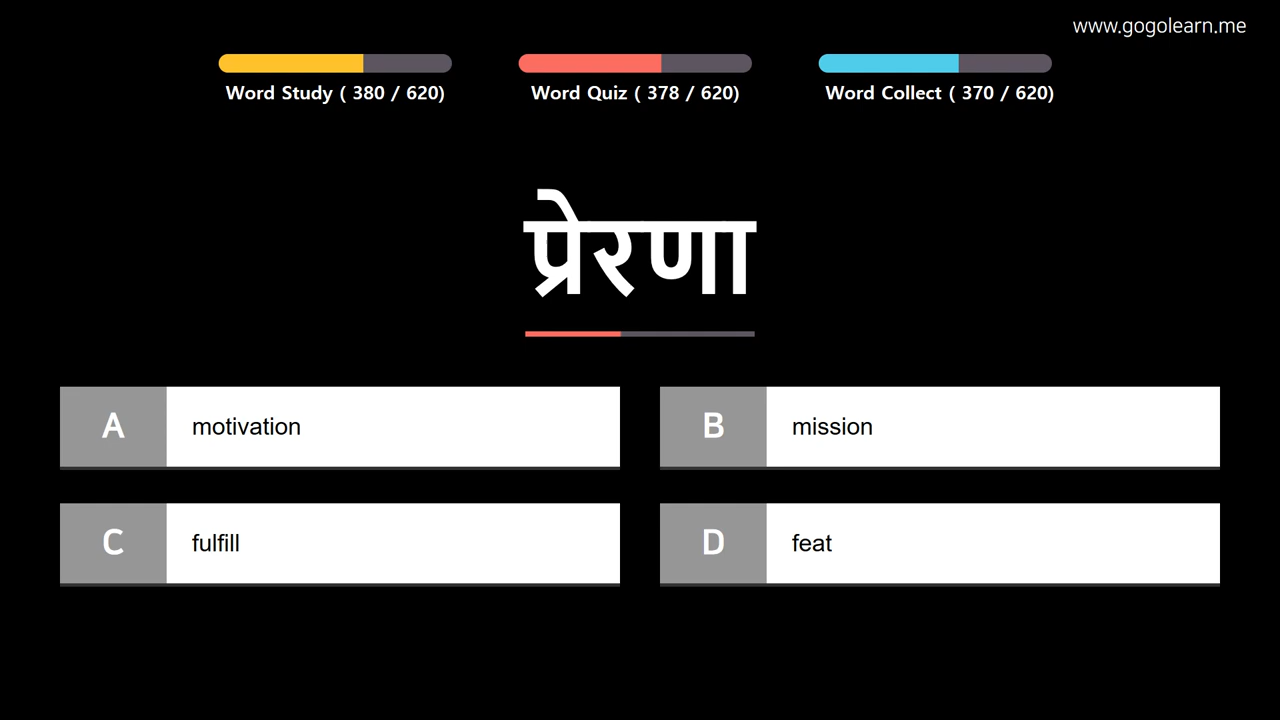 www.gogolearn.me
Word Study ( 380 / 620)
Word Quiz ( 378 / 620)
Word Collect ( 370 / 620)
प्रेरणा
A motivation
B mission
C fulfill
D feat